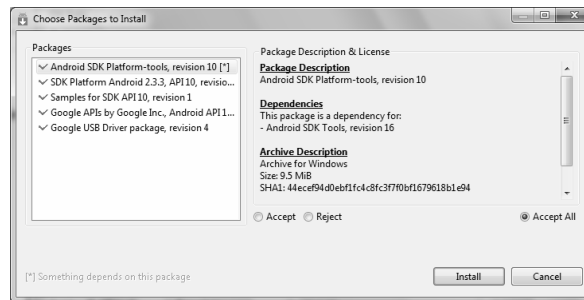 Choose Packages to Install
Packages
Android SDK Platform-tools, revision 10 [*]
SDK Platform Android 2.3.3, API 10, revisio...
Samples for SDK API 10, revision 1
Google APIs by Google Inc., Android API 1...
Google USB Driver package, revision 4
Package Description & License
Package Description
Android SDK Platform-tools, revision 10
Dependencies
This package is a dependency for:
- Android SDK Tools, revision 16
Archive Description
Archive for Windows
Size: 9.5 MiB
SHA1: 44ecef94d0ebf1fc4c8fc3f7f0bf1679618b1e94
Accept Reject Accept All
[*] Something depends on this package
Install Cancel